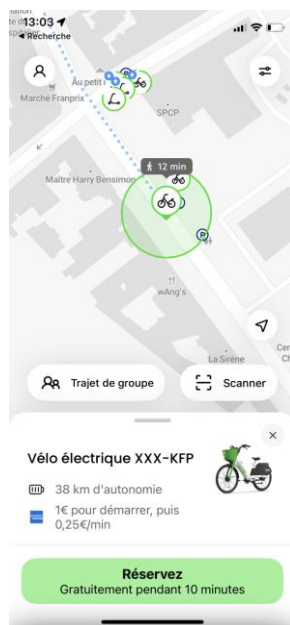 13:03
◀ Recherche
Au petit
Marché Franprix
SPCP
12 min
Maître Harry Bensimon
P
P
wAng's
La Sirène
Cer
Trajet de groupe
Scanner
Vélo électrique XXX-KFP
38 km d'autonomie
1€ pour démarrer, puis
0,25€/min
Réservez
Gratuitement pendant 10 minutes